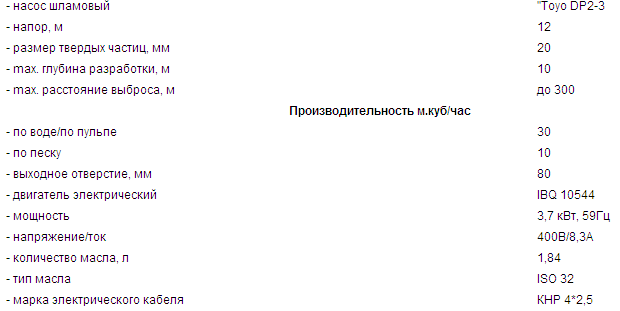 - насос шламовый "Toyo DP2-3
- напор, м 12
- размер твердых частиц, мм 20
- max. глубина разработки, м 10
- max. расстояние выброса, м до 300
Производительность м.куб/час
- по воде/по пульпе 30
- по песку 10
- выходное отверстие, мм 80
- двигатель электрический IBQ 10544
- мощность 3,7 кВт, 59Гц
- напряжение/ток 400В/8,3А
- количество масла, л 1,84
- тип масла ISO 32
- марка электрического кабеля КНР 4*2,5